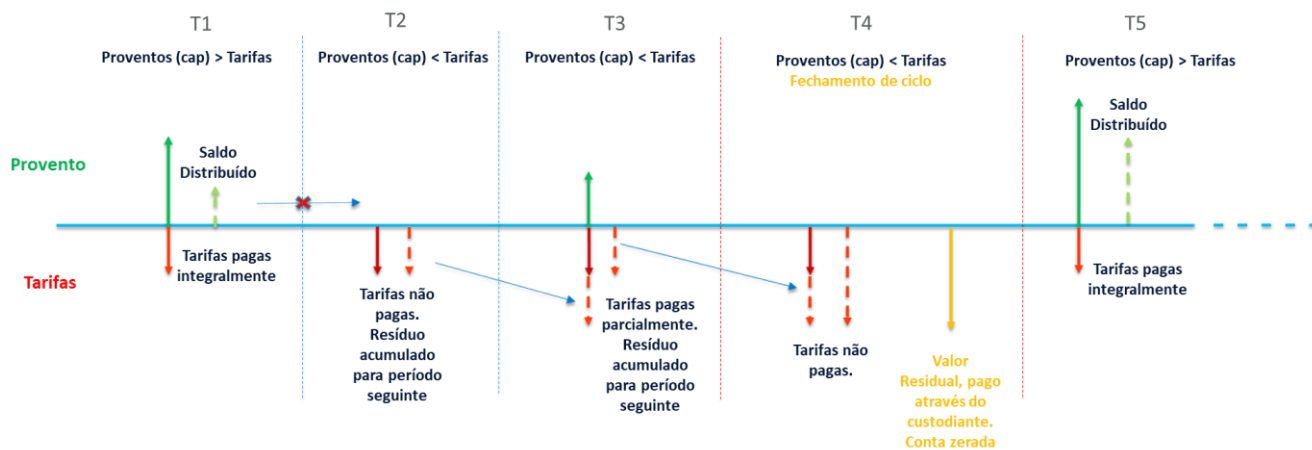 T1
T2
T3
T4
T5
Proventos (cap) > Tarifas
Proventos (cap) < Tarifas
Proventos (cap) < Tarifas
Proventos (cap) < Tarifas
Fechamento de ciclo
Proventos (cap) > Tarifas
Provento
Saldo
Distribuído
Saldo
Distribuído
Tarifas
Tarifas pagas
integralmente
Tarifas não
pagas.
Resíduo
acumulado
para período
seguinte
Tarifas pagas
parcialmente.
Resíduo
acumulado
para período
seguinte
Tarifas não
pagas.
Valor
Residual, pago
através do
custodiante.
Conta zerada
Tarifas pagas
integralmente